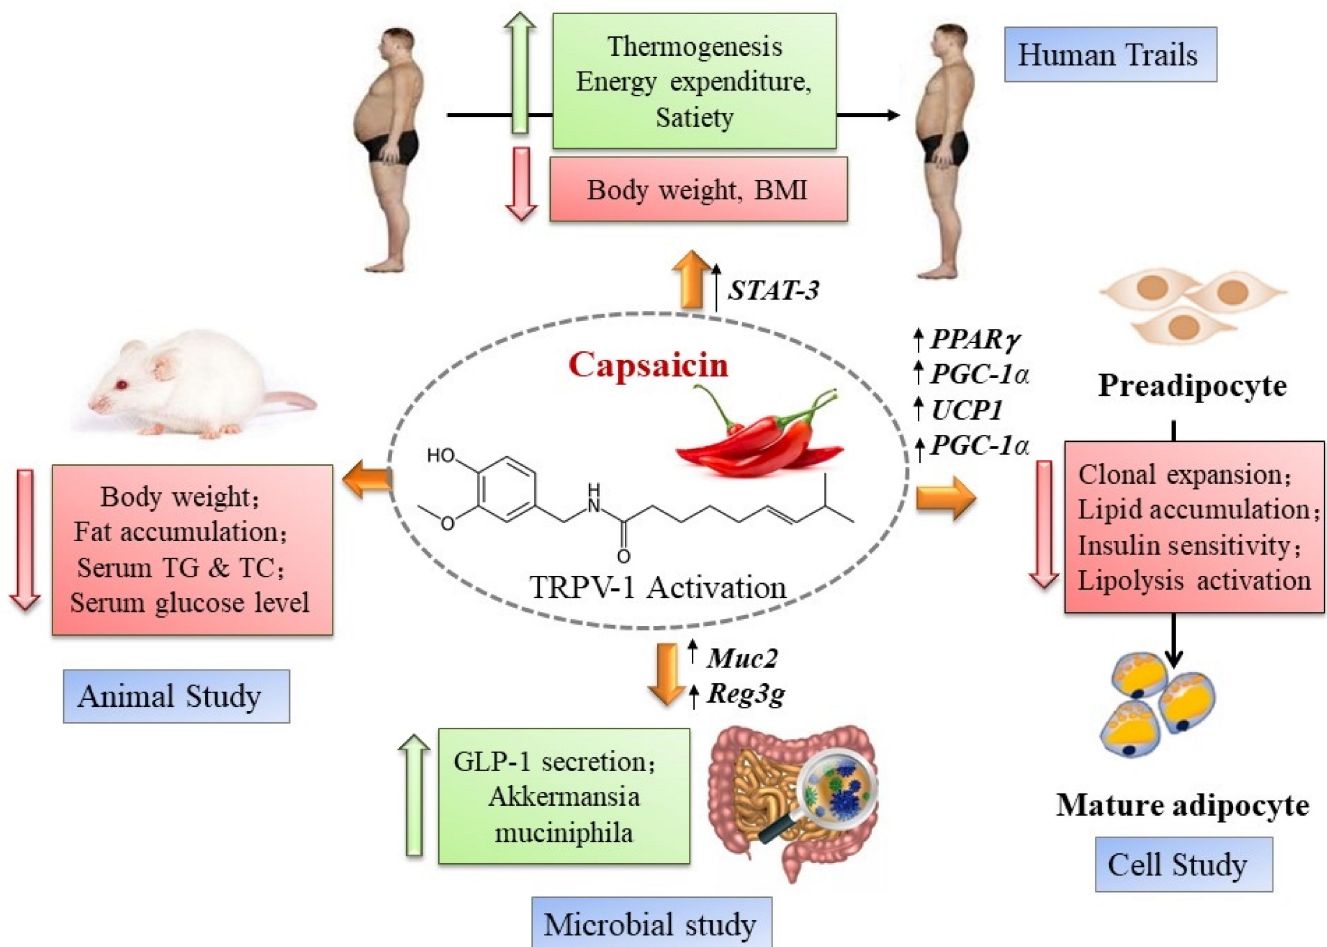 Thermogenesis
Energy expenditure,
Satiety
Human Trails
Body weight, BMI
STAT-3
Capsaicin
HO
O
N
H
O
TRPV-1 Activation
PPARγ
PGC-1α
UCP1
PGC-1α
Preadipocyte
Clonal expansion;
Lipid accumulation;
Insulin sensitivity;
Lipolysis activation
Mature adipocyte
Cell Study
Body weight;
Fat accumulation;
Serum TG & TC;
Serum glucose level
Animal Study
Muc2
Reg3g
GLP-1 secretion;
Akkermansia
muciniphila
Microbial study